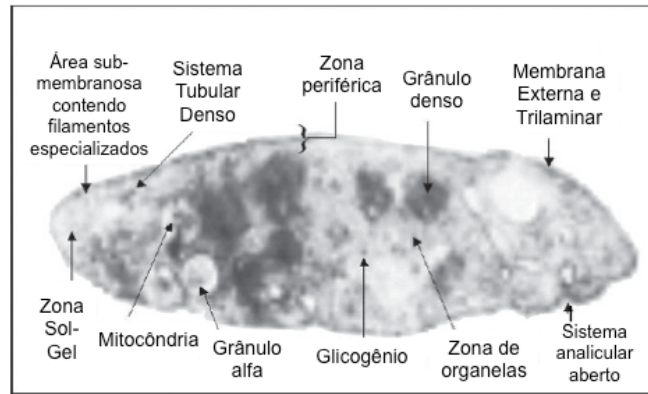 Área sub-
membranosa
contendo
filamentos
especializados
Sistema
Tubular
Denso
Zona
periférica
Grânulo
denso
Membrana
Externa e
Trilaminar
Zona
Sol-
Gel
Mitocôndria
Grânulo
alfa
Glicogênio
Zona de
organelas
Sistema
analicular
aberto